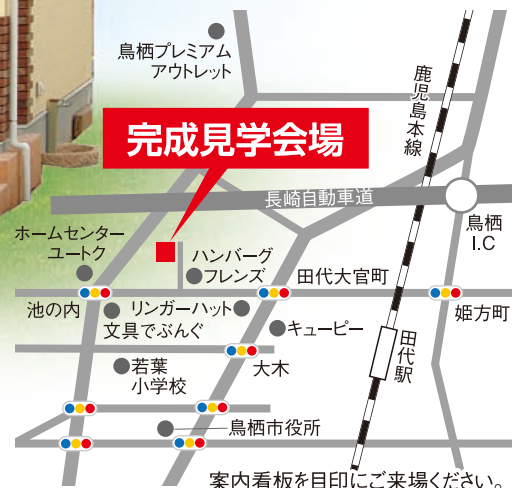 鳥栖プレミアム
アウトレット
鹿児島本線
完成見学会場
長崎自動車道
鳥栖
I.C
ホームセンター
ユートク
ハンバーグ
フレンズ
田代大官町
池の内
リンガーハット
文具でぶんぐ
キューピー
姫方町
田代駅
大木
若葉
小学校
鳥栖市役所
案内看板を目印にご来場ください。